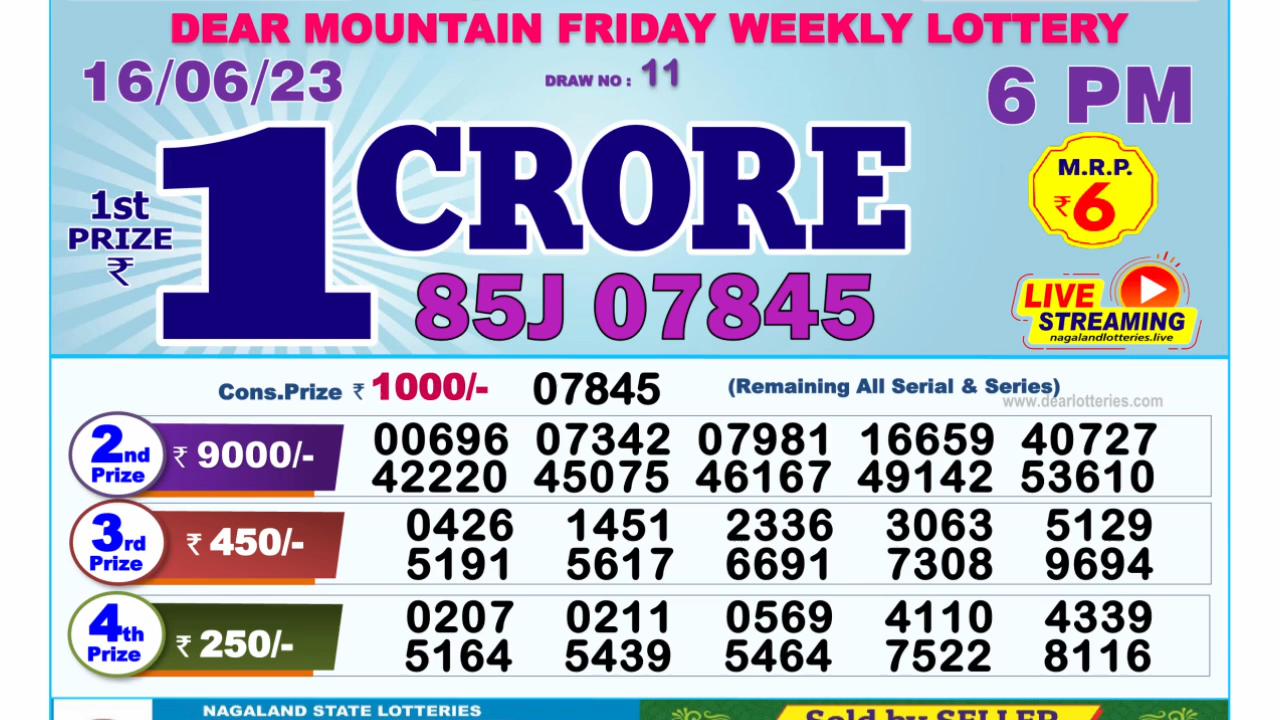 DEAR MOUNTAIN FRIDAY WEEKLY LOTTERY
16/06/23
DRAW NO : 11
6 PM
M.R.P.
₹6
1st
PRIZE
₹
1 CRORE
85J 07845
LIVE
STREAMING
nagalandlotteries.live
Cons.Prize ₹ 1000/- 07845 (Remaining All Serial & Series)
www.dearlotteries.com
2nd
Prize
₹ 9000/-
00696 07342 07981 16659 40727
42220 45075 46167 49142 53610
3rd
Prize
₹ 450/-
0426 1451 2336 3063 5129
5191 5617 6691 7308 9694
4th
Prize
₹ 250/-
0207 0211 0569 4110 4339
5164 5439 5464 7522 8116
NAGALAND STATE LOTTERIES
Sold by SELLER